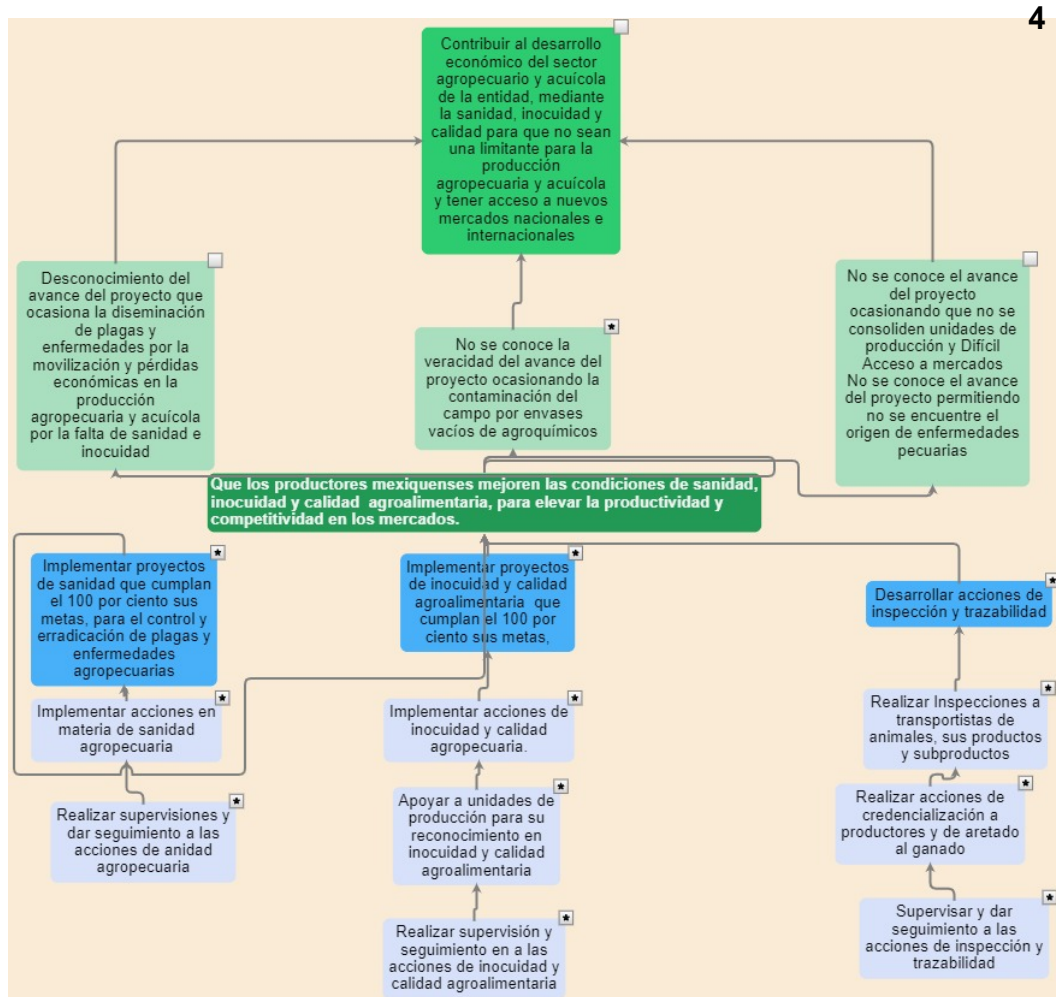 4
Contribuir al desarrollo
económico del sector
agropecuario y acuícola
de la entidad, mediante
la sanidad, inocuidad y
calidad para que no sean
una limitante para la
producción
agropecuaria y acuícola
y tener acceso a nuevos
mercados nacionales e
internacionales
Desconocimiento del
avance del proyecto que
ocasiona la diseminación
de plagas y
enfermedades por la
movilización y pérdidas
económicas en la
producción
agropecuaria y acuícola
por la falta de sanidad e
inocuidad
No se conoce la
veracidad del avance del
proyecto ocasionando la
contaminación del
campo por envases
vacíos de agroquímicos
No se conoce el avance
del proyecto
ocasionando que no se
consoliden unidades de
producción y Difícil
Acceso a mercados
No se conoce el avance
del proyecto permitiendo
no se encuentre el
origen de enfermedades
pecuarias
Que los productores mexiquenses mejoren las condiciones de sanidad,
inocuidad y calidad agroalimentaria, para elevar la productividad y
competitividad en los mercados.
Implementar proyectos
de sanidad que cumplan
el 100 por ciento sus
metas, para el control y
erradicación de plagas y
enfermedades
agropecuarias
Implementar proyectos
de inocuidad y calidad
agroalimentaria que
cumplan el 100 por
ciento sus metas,
Desarrollar acciones de
inspección y trazabilidad
Implementar acciones en
materia de sanidad
agropecuaria
Implementar acciones de
inocuidad y calidad
agropecuaria.
Realizar Inspecciones a
transportistas de
animales, sus productos
y subproductos
Realizar supervisiones y
dar seguimiento a las
acciones de anidad
agropecuaria
Apoyar a unidades de
producción para su
reconocimiento en
inocuidad y calidad
agroalimentaria
Realizar acciones de
credencialización a
productores y de aretado
al ganado
Realizar supervisión y
seguimiento en a las
acciones de inocuidad y
calidad agroalimentaria
Supervisar y dar
seguimiento a las
acciones de inspección y
trazabilidad